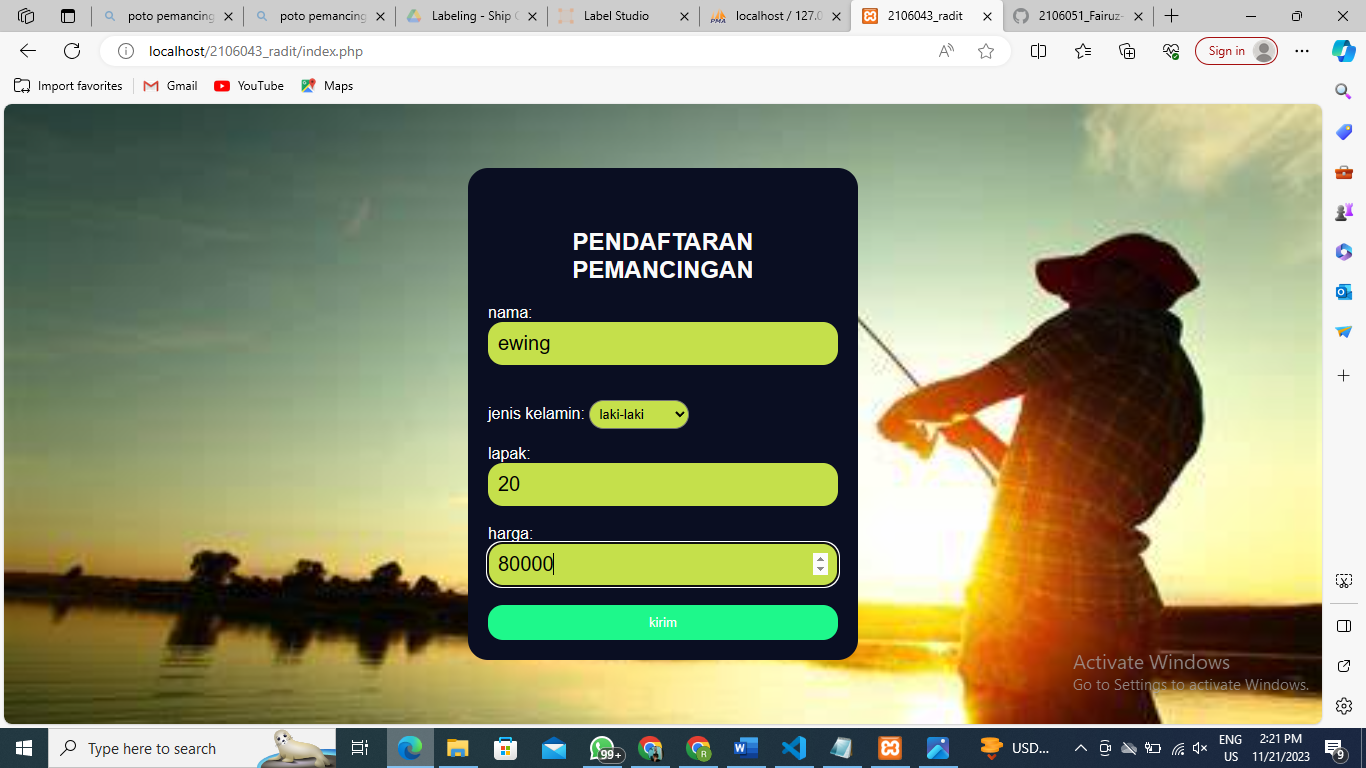 poto pemancing
poto pemancing
Labeling - Ship
Label Studio
localhost / 127.0
2106043_radit
2106051_Fairuz-
localhost/2106043_radit/index.php
Sign in
Import favorites
Gmail
YouTube
Maps
PENDAFTARAN
PEMANCINGAN
nama:
ewing
jenis kelamin: laki-laki
lapak:
20
harga:
80000
kirim
Activate Windows
Go to Settings to activate Windows.
Type here to search
99+
USD...
ENG
US
2:21 PM
11/21/2023
9